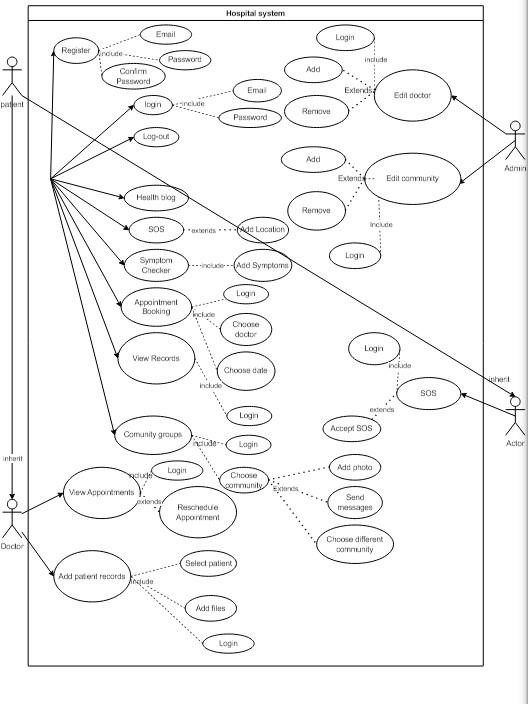 Hospital system
Register
include
Email
Password
Confirm
Password
patient
login
include
Email
Password
Log-out
Health blog
SOS
extends
Add Location
Symptom
Checker
include
Add Symptoms
Appointment
Booking
include
Login
Choose
doctor
Choose date
View Records
include
Login
Comunity groups
include
Login
Choose
community
Extends
Add photo
Send
messages
Choose different
community
Login
include
Add
Extends
Remove
Edit doctor
Admin
Add
Extends
Remove
Edit community
Include
Login
Login
include
SOS
extends
Accept SOS
inherit
Actor
inherit
Doctor
View Appointments
include
Login
extends
Reschedule
Appointment
Add patient records
include
Select patient
Add files
Login